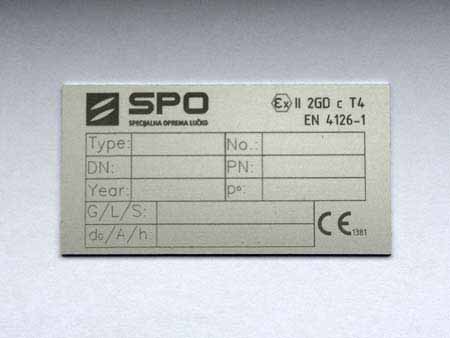 SPO
SPECIJALNA OPREMA LUČKO
Ex II 2GD c T4
EN 4126-1
Type: No.:
DN: PN:
Year: p°:
G/L/S:
d₀/A/h:
CE 1381